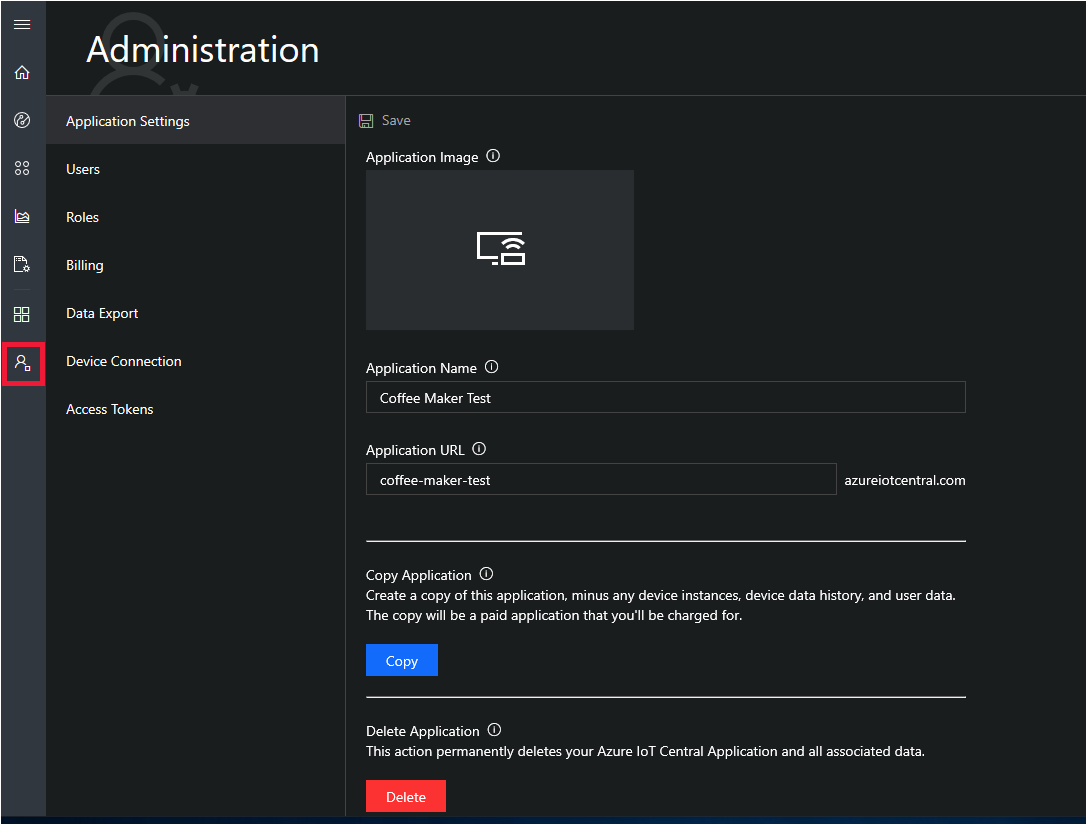 Administration
Application Settings
Users
Roles
Billing
Data Export
Device Connection
Access Tokens
Save
Application Image
Application Name
Coffee Maker Test
Application URL
coffee-maker-test azureiotcentral.com
Copy Application
Create a copy of this application, minus any device instances, device data history, and user data.
The copy will be a paid application that you'll be charged for.
Copy
Delete Application
This action permanently deletes your Azure IoT Central Application and all associated data.
Delete